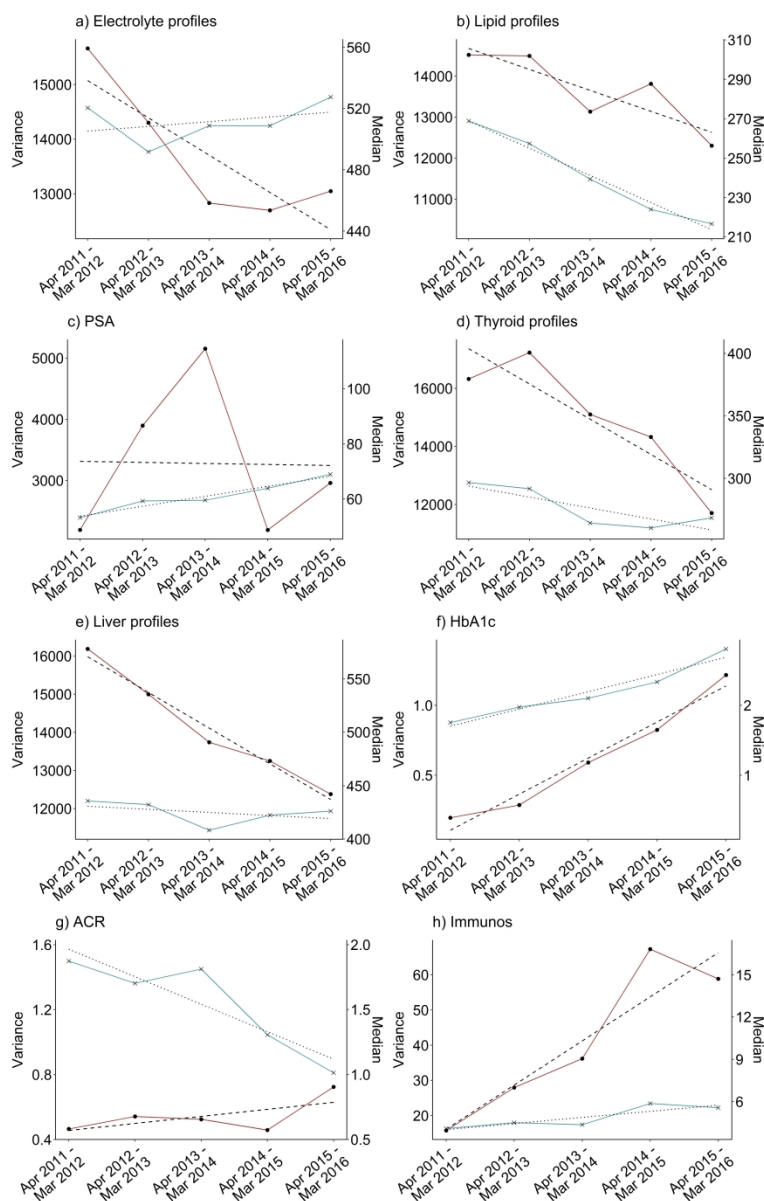 a) Electrolyte profiles
Variance
15000
14000
13000
560
520
480
440
Median
Apr 2011 -
Mar 2012
Apr 2012 -
Mar 2013
Apr 2013 -
Mar 2014
Apr 2014 -
Mar 2015
Apr 2015 -
Mar 2016
b) Lipid profiles
Variance
14000
13000
12000
11000
310
290
270
250
230
210
Median
Apr 2011 -
Mar 2012
Apr 2012 -
Mar 2013
Apr 2013 -
Mar 2014
Apr 2014 -
Mar 2015
Apr 2015 -
Mar 2016
c) PSA
Variance
5000
4000
3000
100
80
60
Median
Apr 2011 -
Mar 2012
Apr 2012 -
Mar 2013
Apr 2013 -
Mar 2014
Apr 2014 -
Mar 2015
Apr 2015 -
Mar 2016
d) Thyroid profiles
Variance
16000
14000
12000
400
350
300
Median
Apr 2011 -
Mar 2012
Apr 2012 -
Mar 2013
Apr 2013 -
Mar 2014
Apr 2014 -
Mar 2015
Apr 2015 -
Mar 2016
e) Liver profiles
Variance
16000
15000
14000
13000
12000
550
500
450
400
Median
Apr 2011 -
Mar 2012
Apr 2012 -
Mar 2013
Apr 2013 -
Mar 2014
Apr 2014 -
Mar 2015
Apr 2015 -
Mar 2016
f) HbA1c
Variance
1.0
0.5
2
1
Median
Apr 2011 -
Mar 2012
Apr 2012 -
Mar 2013
Apr 2013 -
Mar 2014
Apr 2014 -
Mar 2015
Apr 2015 -
Mar 2016
g) ACR
Variance
1.6
1.2
0.8
0.4
2.0
1.5
1.0
0.5
Median
Apr 2011 -
Mar 2012
Apr 2012 -
Mar 2013
Apr 2013 -
Mar 2014
Apr 2014 -
Mar 2015
Apr 2015 -
Mar 2016
h) Immunos
Variance
60
50
40
30
20
15
12
9
6
Median
Apr 2011 -
Mar 2012
Apr 2012 -
Mar 2013
Apr 2013 -
Mar 2014
Apr 2014 -
Mar 2015
Apr 2015 -
Mar 2016